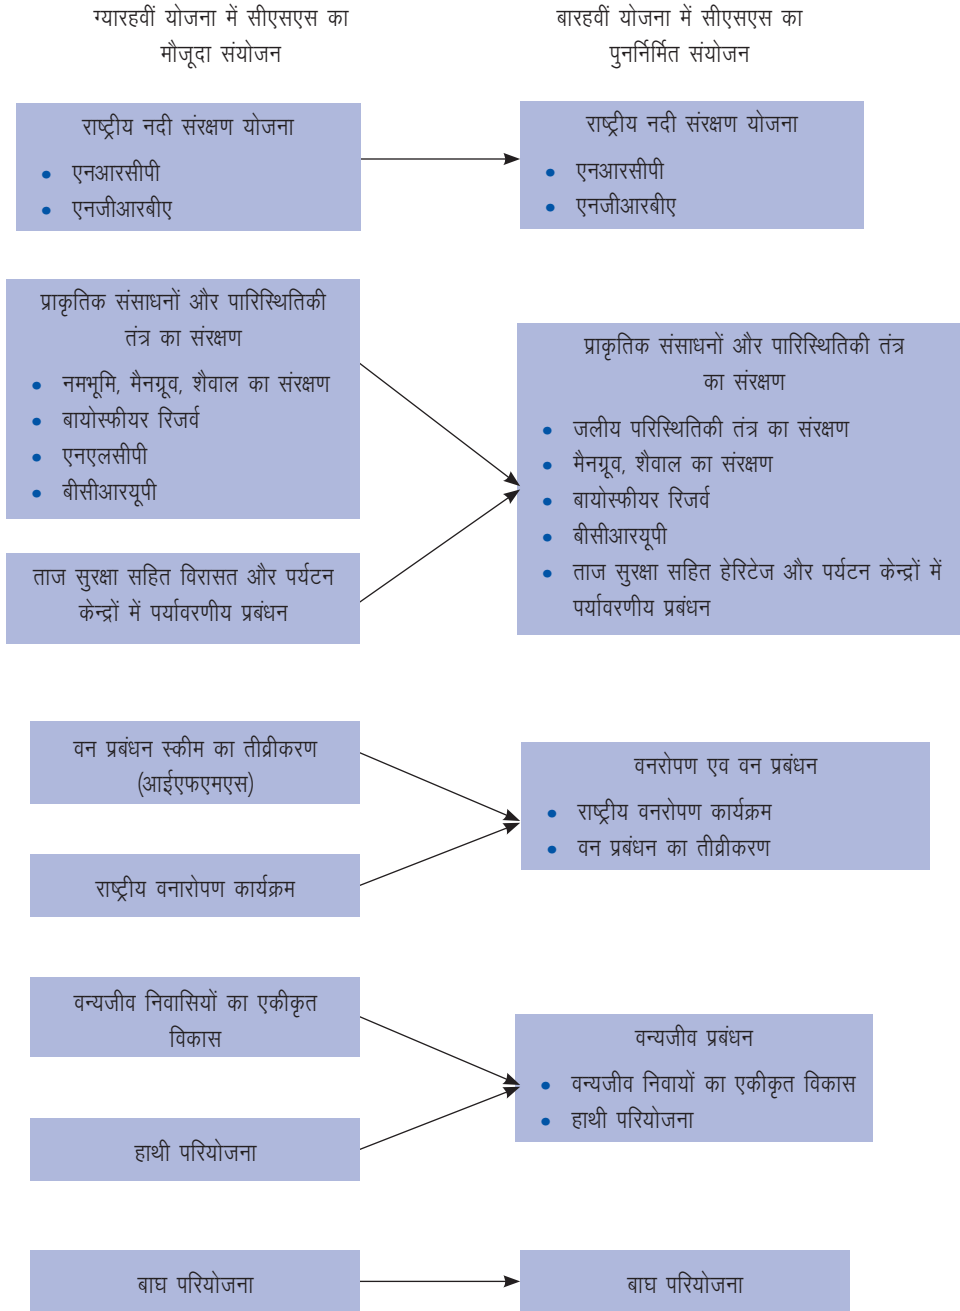 ग्यारहवीं योजना में सीएसएस का
मौजूदा संयोजन
बारहवीं योजना में सीएसएस का
पुनर्निर्मित संयोजन
राष्ट्रीय नदी संरक्षण योजना
• एनआरसीपी
• एनजीआरबीए
राष्ट्रीय नदी संरक्षण योजना
• एनआरसीपी
• एनजीआरबीए
प्राकृतिक संसाधनों और पारिस्थितिकी
तंत्र का संरक्षण
• नमभूमि, मैनग्रूव, शैवाल का संरक्षण
• बायोस्फीयर रिजर्व
• एनएलसीपी
• बीसीआरयूपी
ताज सुरक्षा सहित विरासत और पर्यटन
केन्द्रों में पर्यावरणीय प्रबंधन
प्राकृतिक संसाधनों और पारिस्थितिकी तंत्र
का संरक्षण
• जलीय परिस्थितिकी तंत्र का संरक्षण
• मैनग्रूव, शैवाल का संरक्षण
• बायोस्फीयर रिजर्व
• बीसीआरयूपी
• ताज सुरक्षा सहित हेरिटेज और पर्यटन केन्द्रों में
पर्यावरणीय प्रबंधन
वन प्रबंधन स्कीम का तीव्रीकरण
(आईएफएमएस)
राष्ट्रीय वनारोपण कार्यक्रम
वनरोपण एव वन प्रबंधन
• राष्ट्रीय वनरोपण कार्यक्रम
• वन प्रबंधन का तीव्रीकरण
वन्यजीव निवासियों का एकीकृत
विकास
हाथी परियोजना
वन्यजीव प्रबंधन
• वन्यजीव निवायों का एकीकृत विकास
• हाथी परियोजना
बाघ परियोजना
बाघ परियोजना